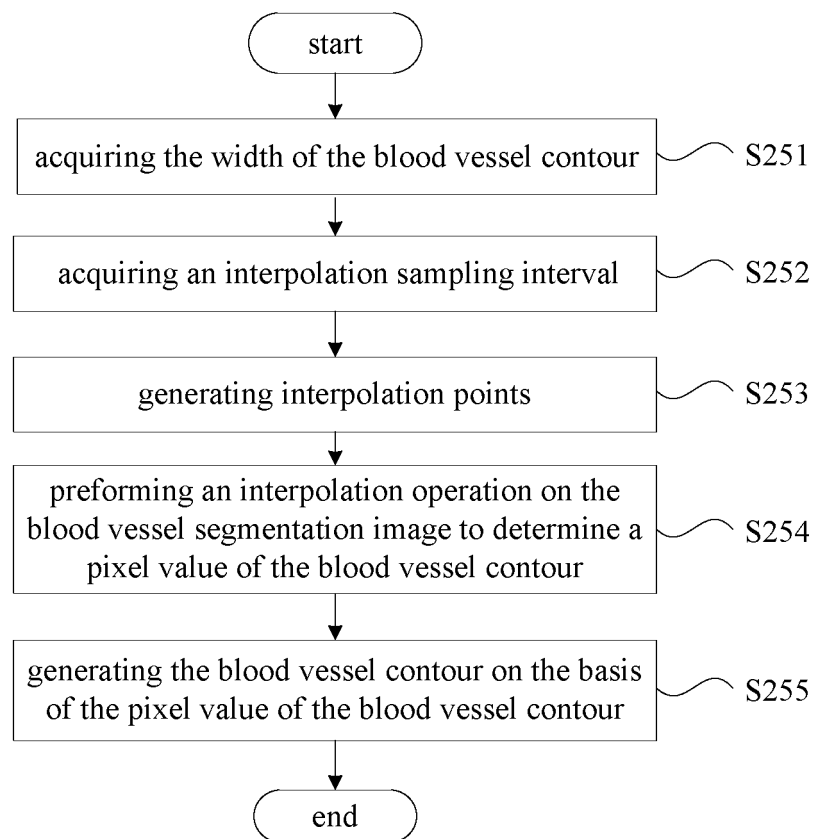 start
acquiring the width of the blood vessel contour
S251
acquiring an interpolation sampling interval
S252
generating interpolation points
S253
preforming an interpolation operation on the
blood vessel segmentation image to determine a
pixel value of the blood vessel contour
S254
generating the blood vessel contour on the basis
of the pixel value of the blood vessel contour
S255
end